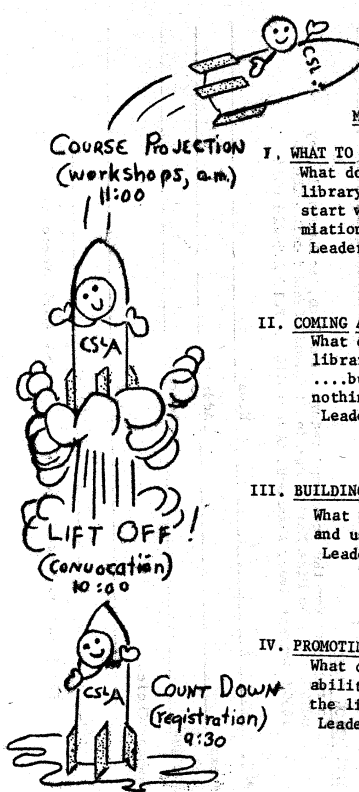 CSL
COURSE PROJECTION
(workshops, a.m.)
11:00
CSLA
LIFT OFF!
(convocation)
10:00
CSLA
COUNT DOWN
(registration)
9:30
I. WHAT TO
What do
library
start
miation
Leader
II. COMING
What
librar
....bu
nothin
Leade
III. BUILDING
What
and u
Lead
IV. PROMOTIN
What
abilit
the li
Leade